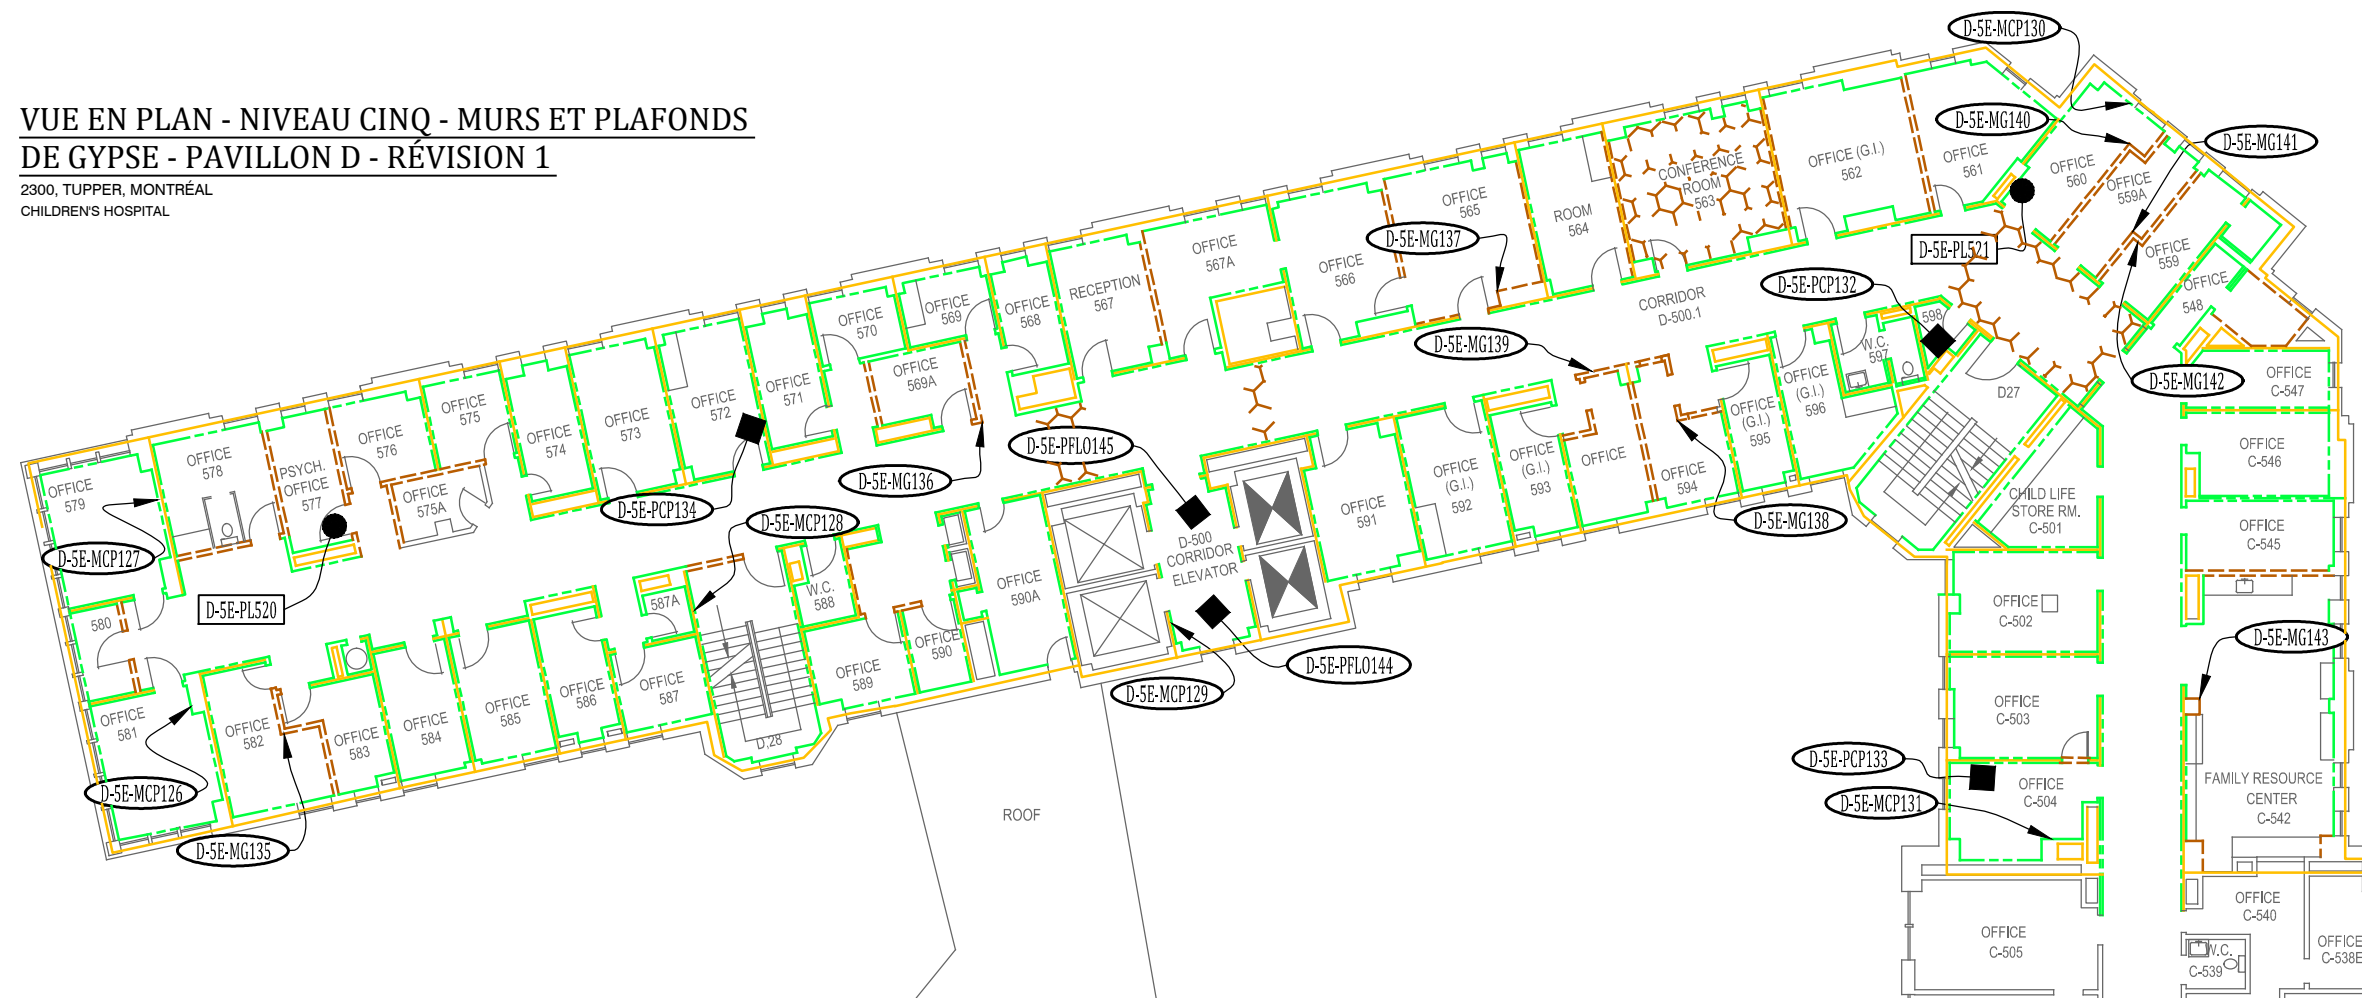 VUE EN PLAN - NIVEAU CINQ - MURS ET PLAFONDS
DE GYPSE - PAVILLON D - RÉVISION 1
2300, TUPPER, MONTRÉAL
CHILDREN'S HOSPITAL
D-5E-MCP130
D-5E-MG140
D-5E-MG141
D-5E-PL521
D-5E-MG137
D-5E-PCP132
D-5E-MG139
D-5E-MG142
D-5E-PFLO145
D-5E-MG136
D-5E-PCP134
D-5E-MCP128
D-5E-MG138
D-5E-MCP127
D-5E-PL520
D-5E-MG143
D-5E-PFLO144
D-5E-MCP129
D-5E-PCP133
D-5E-MCP131
D-5E-MCP126
D-5E-MG135
OFFICE
579
OFFICE
578
PSYCH.
OFFICE
577
OFFICE
576
OFFICE
575A
OFFICE
575
OFFICE
574
OFFICE
573
OFFICE
572
OFFICE
571
OFFICE
570
OFFICE
569
OFFICE
569A
OFFICE
568
RECEPTION
567
OFFICE
567A
OFFICE
566
OFFICE
565
ROOM
564
CONFERENCE
ROOM
563
OFFICE (G.I.)
562
OFFICE
561
OFFICE
560
OFFICE
559A
OFFICE
559
OFFICE
548
CORRIDOR
D-500.1
598
W.C.
597
OFFICE
(G.I.)
596
OFFICE
(G.I.)
595
OFFICE
594
OFFICE
OFFICE
(G.I.)
593
OFFICE
(G.I.)
592
OFFICE
591
D-500
CORRIDOR
ELEVATOR
OFFICE
590A
OFFICE
590
OFFICE
589
W.C.
588
587A
OFFICE
587
OFFICE
586
OFFICE
585
OFFICE
584
OFFICE
583
OFFICE
582
OFFICE
581
580
D.28
D27
ROOF
OFFICE
C-547
OFFICE
C-546
OFFICE
C-545
CHILD LIFE
STORE RM.
C-501
OFFICE
C-502
OFFICE
C-503
OFFICE
C-504
OFFICE
C-505
FAMILY RESOURCE
CENTER
C-542
OFFICE
C-540
W.C.
C-539
OFFICE
C-538E